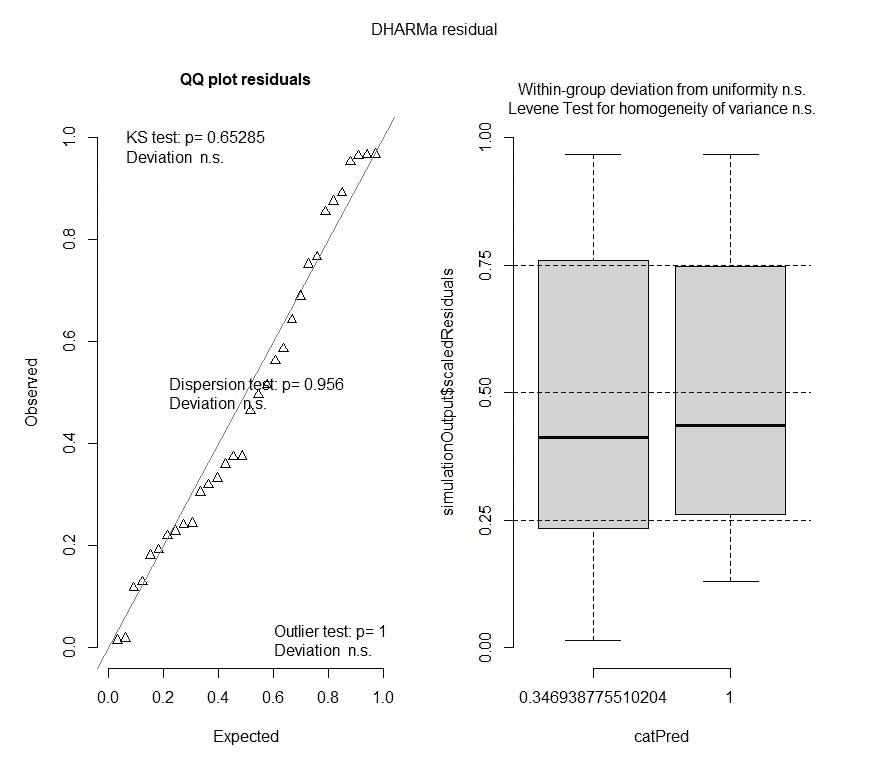 DHARMa residual
QQ plot residuals
KS test: p= 0.65285
Deviation  n.s.
Dispersion test: p= 0.956
Deviation  n.s.
Outlier test: p= 1
Deviation  n.s.
Observed
0.0
0.2
0.4
0.6
0.8
1.0
0.0 0.2 0.4 0.6 0.8 1.0
Expected
Within-group deviation from uniformity n.s.
Levene Test for homogeneity of variance n.s.
simulationOutput$scaledResiduals
0.00
0.25
0.50
0.75
1.00
0.346938775510204 1
catPred